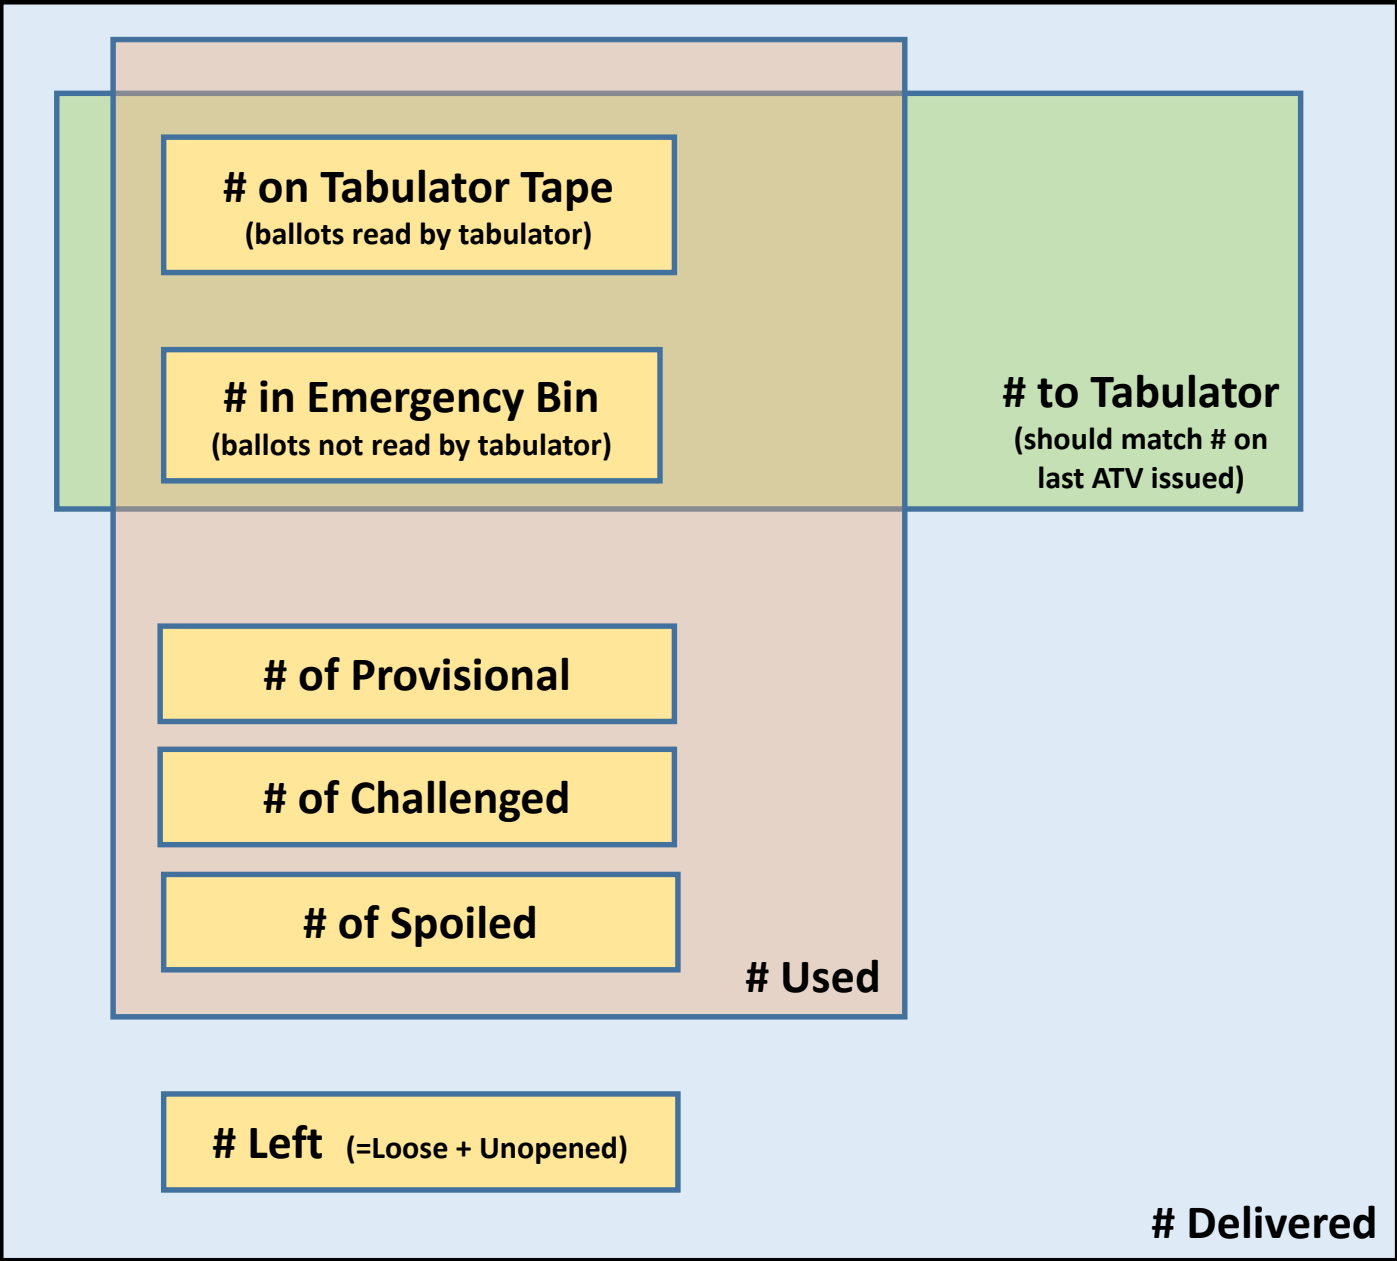 # on Tabulator Tape
(ballots read by tabulator)
# in Emergency Bin
(ballots not read by tabulator)
# to Tabulator
(should match # on
last ATV issued)
# of Provisional
# of Challenged
# of Spoiled
# Used
# Left (=Loose + Unopened)
# Delivered